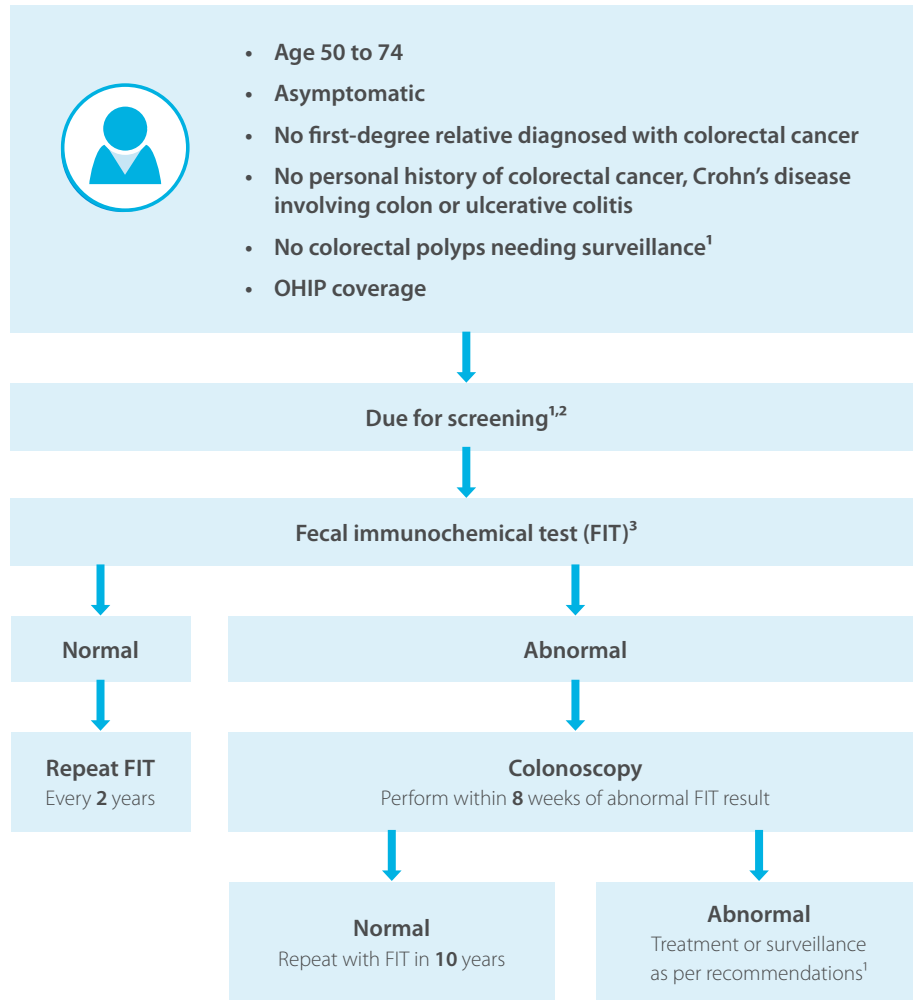 • Age 50 to 74
• Asymptomatic
• No first-degree relative diagnosed with colorectal cancer
• No personal history of colorectal cancer, Crohn’s disease
involving colon or ulcerative colitis
• No colorectal polyps needing surveillance¹
• OHIP coverage
Due for screening¹,²
Fecal immunochemical test (FIT)³
Normal
Abnormal
Repeat FIT
Every 2 years
Colonoscopy
Perform within 8 weeks of abnormal FIT result
Normal
Repeat with FIT in 10 years
Abnormal
Treatment or surveillance
as per recommendations¹